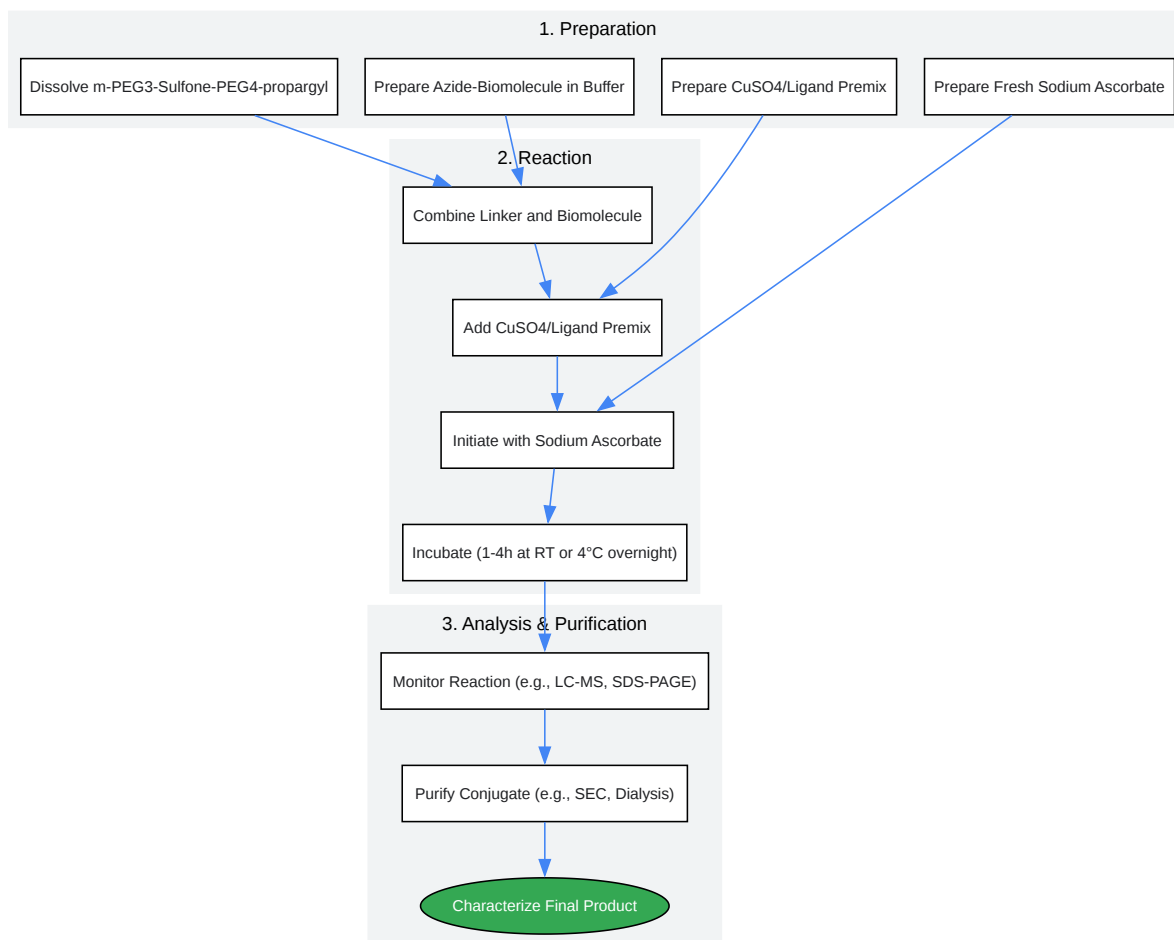 1. Preparation
Dissolve m-PEG3-Sulfone-PEG4-propargyl
Prepare Azide-Biomolecule in Buffer
Prepare CuSO4/Ligand Premix
Prepare Fresh Sodium Ascorbate
2. Reaction
Combine Linker and Biomolecule
Add CuSO4/Ligand Premix
Initiate with Sodium Ascorbate
Incubate (1-4h at RT or 4°C overnight)
3. Analysis & Purification
Monitor Reaction (e.g., LC-MS, SDS-PAGE)
Purify Conjugate (e.g., SEC, Dialysis)
Characterize Final Product